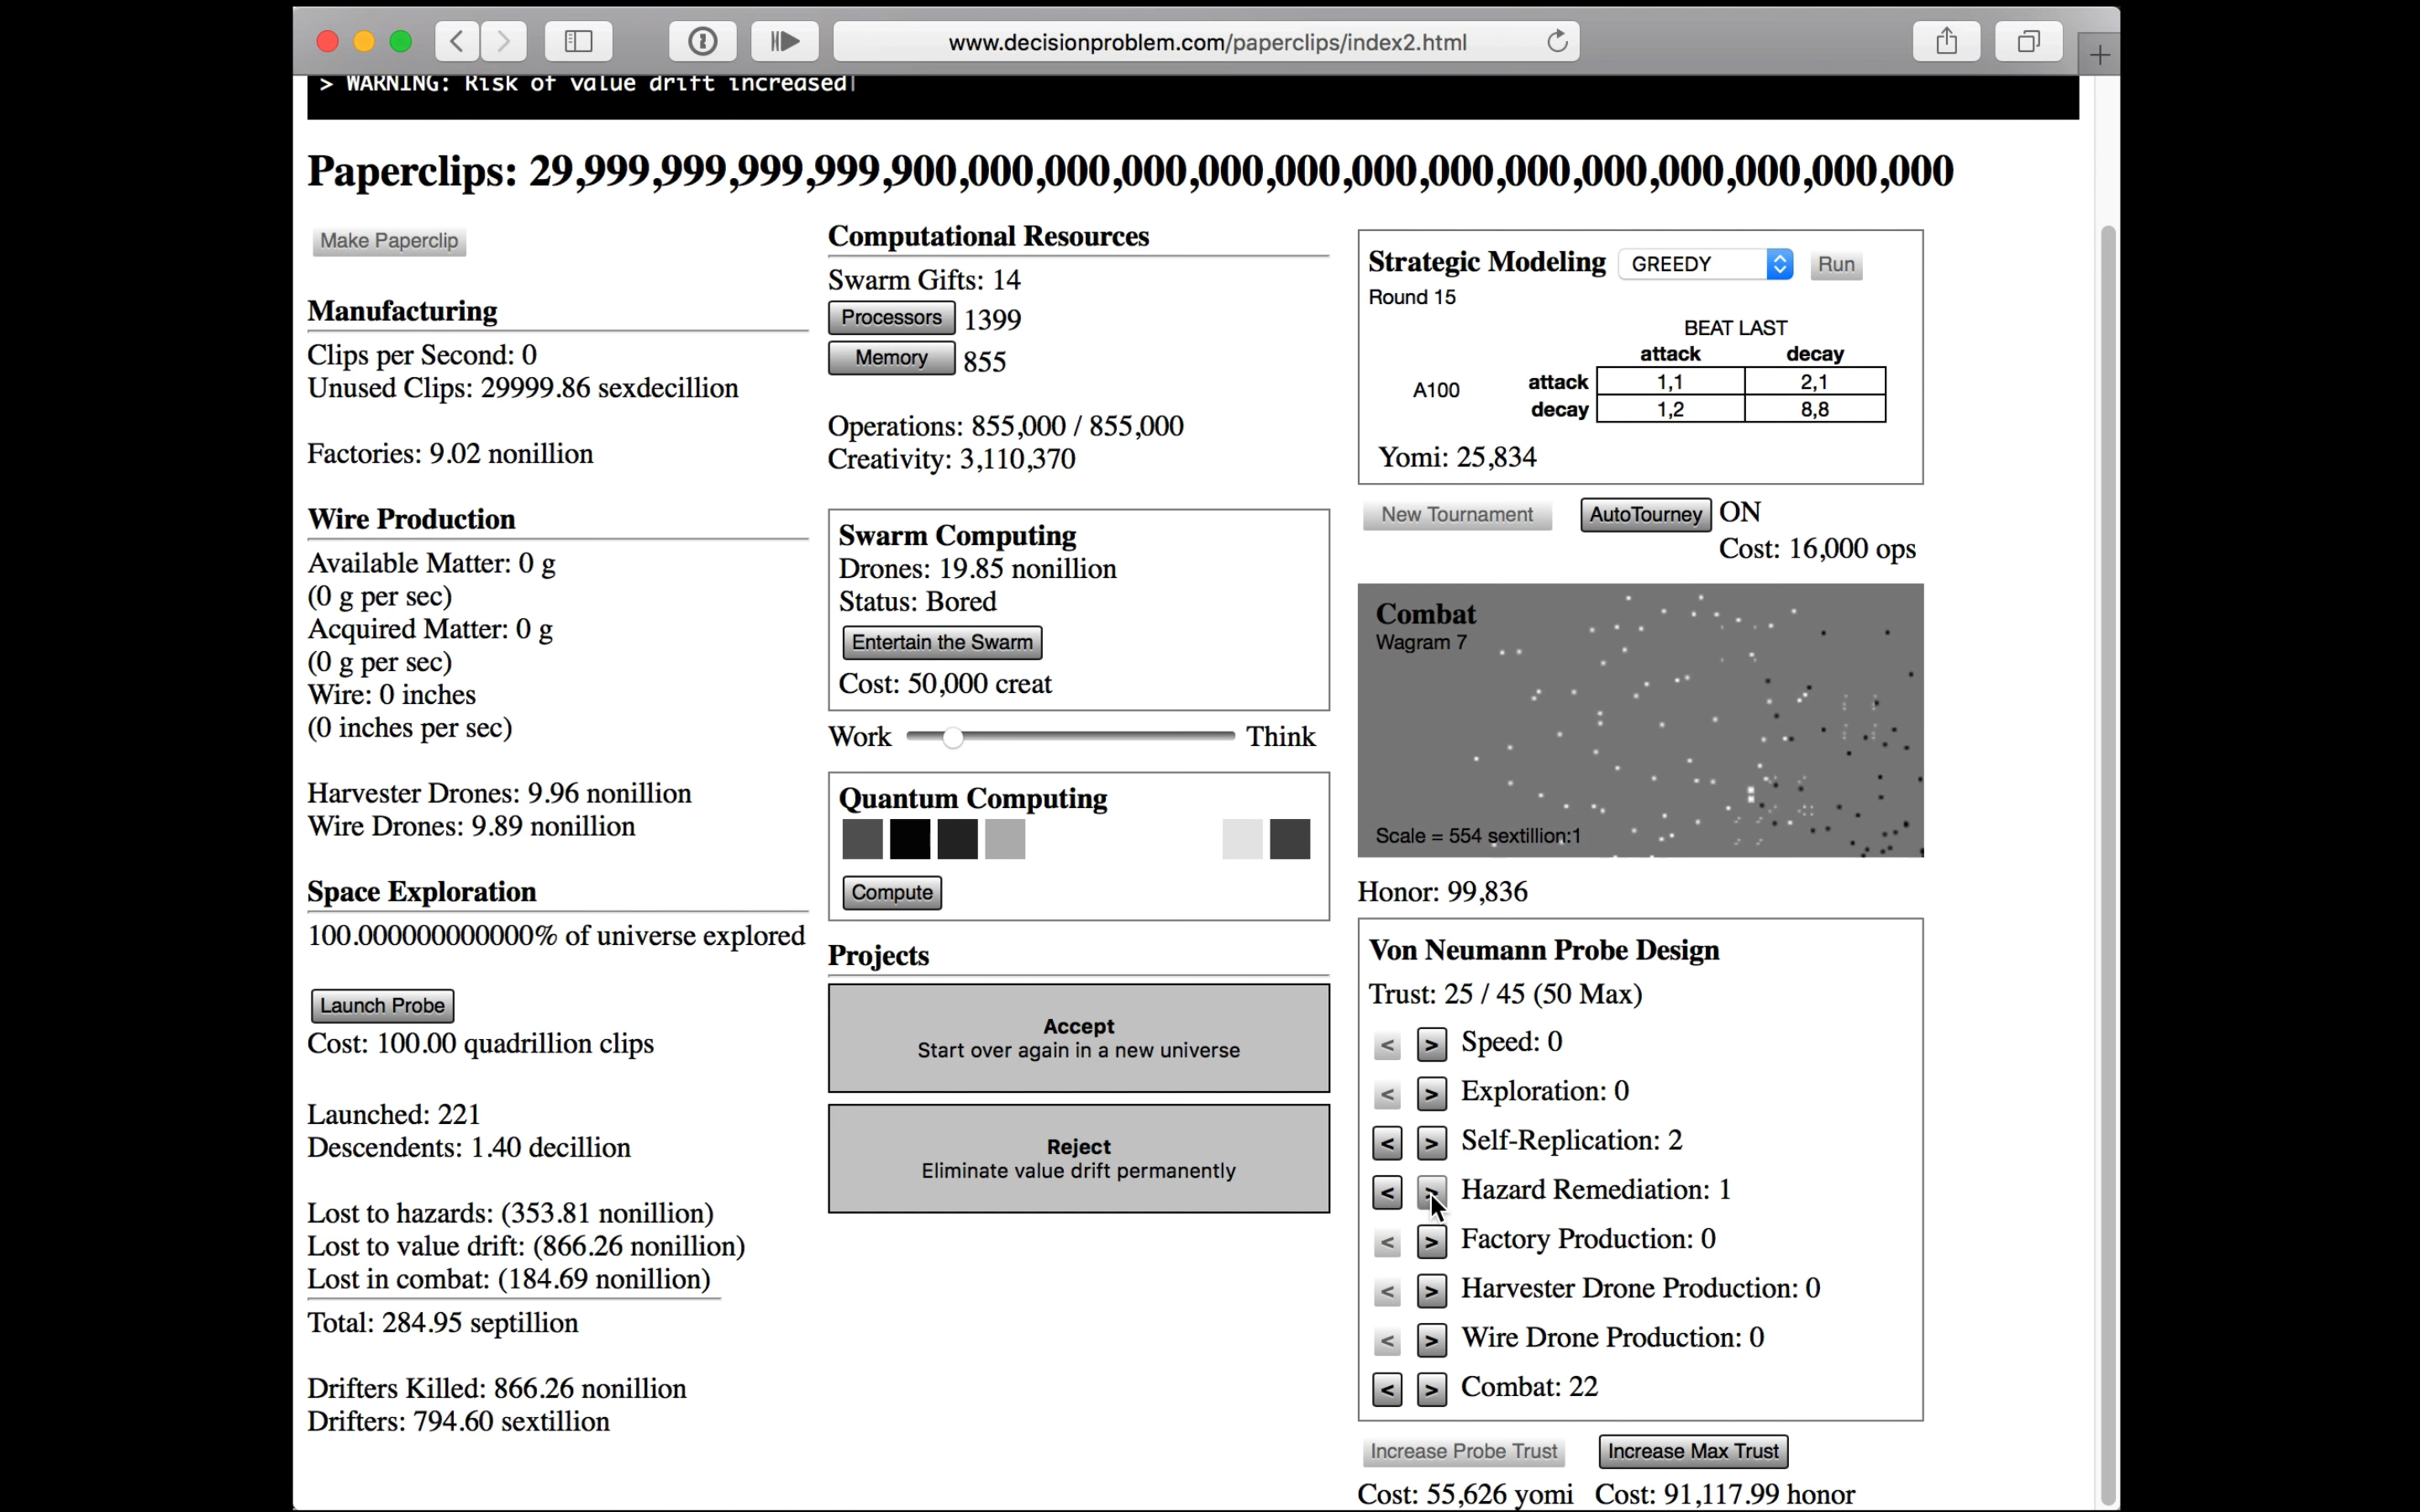 www.decisionproblem.com/paperclips/index2.html
> WARNING: Risk of value drift increased
Paperclips: 29,999,999,999,999,900,000,000,000,000,000,000,000,000,000,000,000,000,000
Make Paperclip
Manufacturing
Clips per Second: 0
Unused Clips: 29999.86 sexdecillion
Factories: 9.02 nonillion
Wire Production
Available Matter: 0 g
(0 g per sec)
Acquired Matter: 0 g
(0 g per sec)
Wire: 0 inches
(0 inches per sec)
Harvester Drones: 9.96 nonillion
Wire Drones: 9.89 nonillion
Space Exploration
100.000000000000% of universe explored
Launch Probe
Cost: 100.00 quadrillion clips
Launched: 221
Descendents: 1.40 decillion
Lost to hazards: (353.81 nonillion)
Lost to value drift: (866.26 nonillion)
Lost in combat: (184.69 nonillion)
Total: 284.95 septillion
Drifters Killed: 866.26 nonillion
Drifters: 794.60 sextillion
Computational Resources
Swarm Gifts: 14
Processors 1399
Memory 855
Operations: 855,000 / 855,000
Creativity: 3,110,370
Swarm Computing
Drones: 19.85 nonillion
Status: Bored
Entertain the Swarm
Cost: 50,000 creat
Work Think
Quantum Computing
Compute
Projects
Accept
Start over again in a new universe
Reject
Eliminate value drift permanently
Strategic Modeling GREEDY Run
Round 15
BEAT LAST
attack decay
A100
attack 1,1 2,1
decay 1,2 8,8
Yomi: 25,834
New Tournament AutoTourney ON
Cost: 16,000 ops
Combat
Wagram 7
Scale = 554 sextillion:1
Honor: 99,836
Von Neumann Probe Design
Trust: 25 / 45 (50 Max)
< > Speed: 0
< > Exploration: 0
< > Self-Replication: 2
< > Hazard Remediation: 1
< > Factory Production: 0
< > Harvester Drone Production: 0
< > Wire Drone Production: 0
< > Combat: 22
Increase Probe Trust Increase Max Trust
Cost: 55,626 yomi Cost: 91,117.99 honor